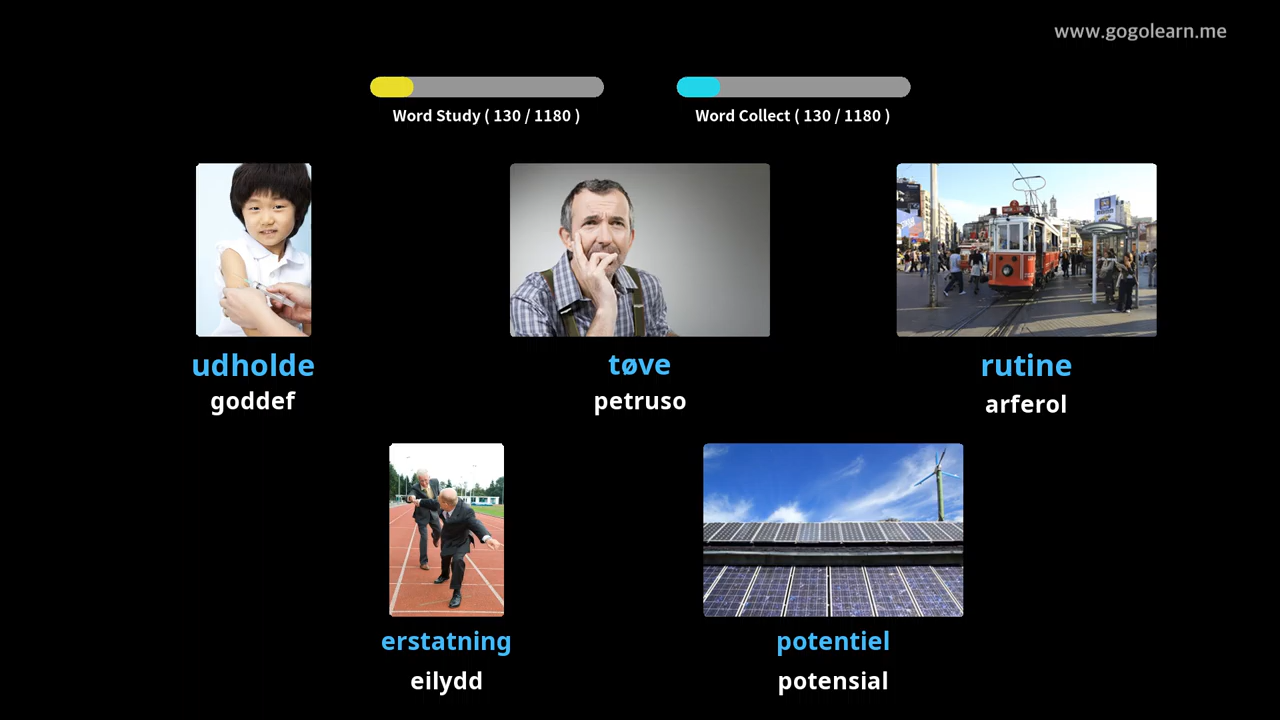 www.gogolearn.me
Word Study ( 130 / 1180 )
Word Collect ( 130 / 1180 )
udholde
goddef
tøve
petruso
rutine
arferol
erstatning
eilydd
potentiel
potensial